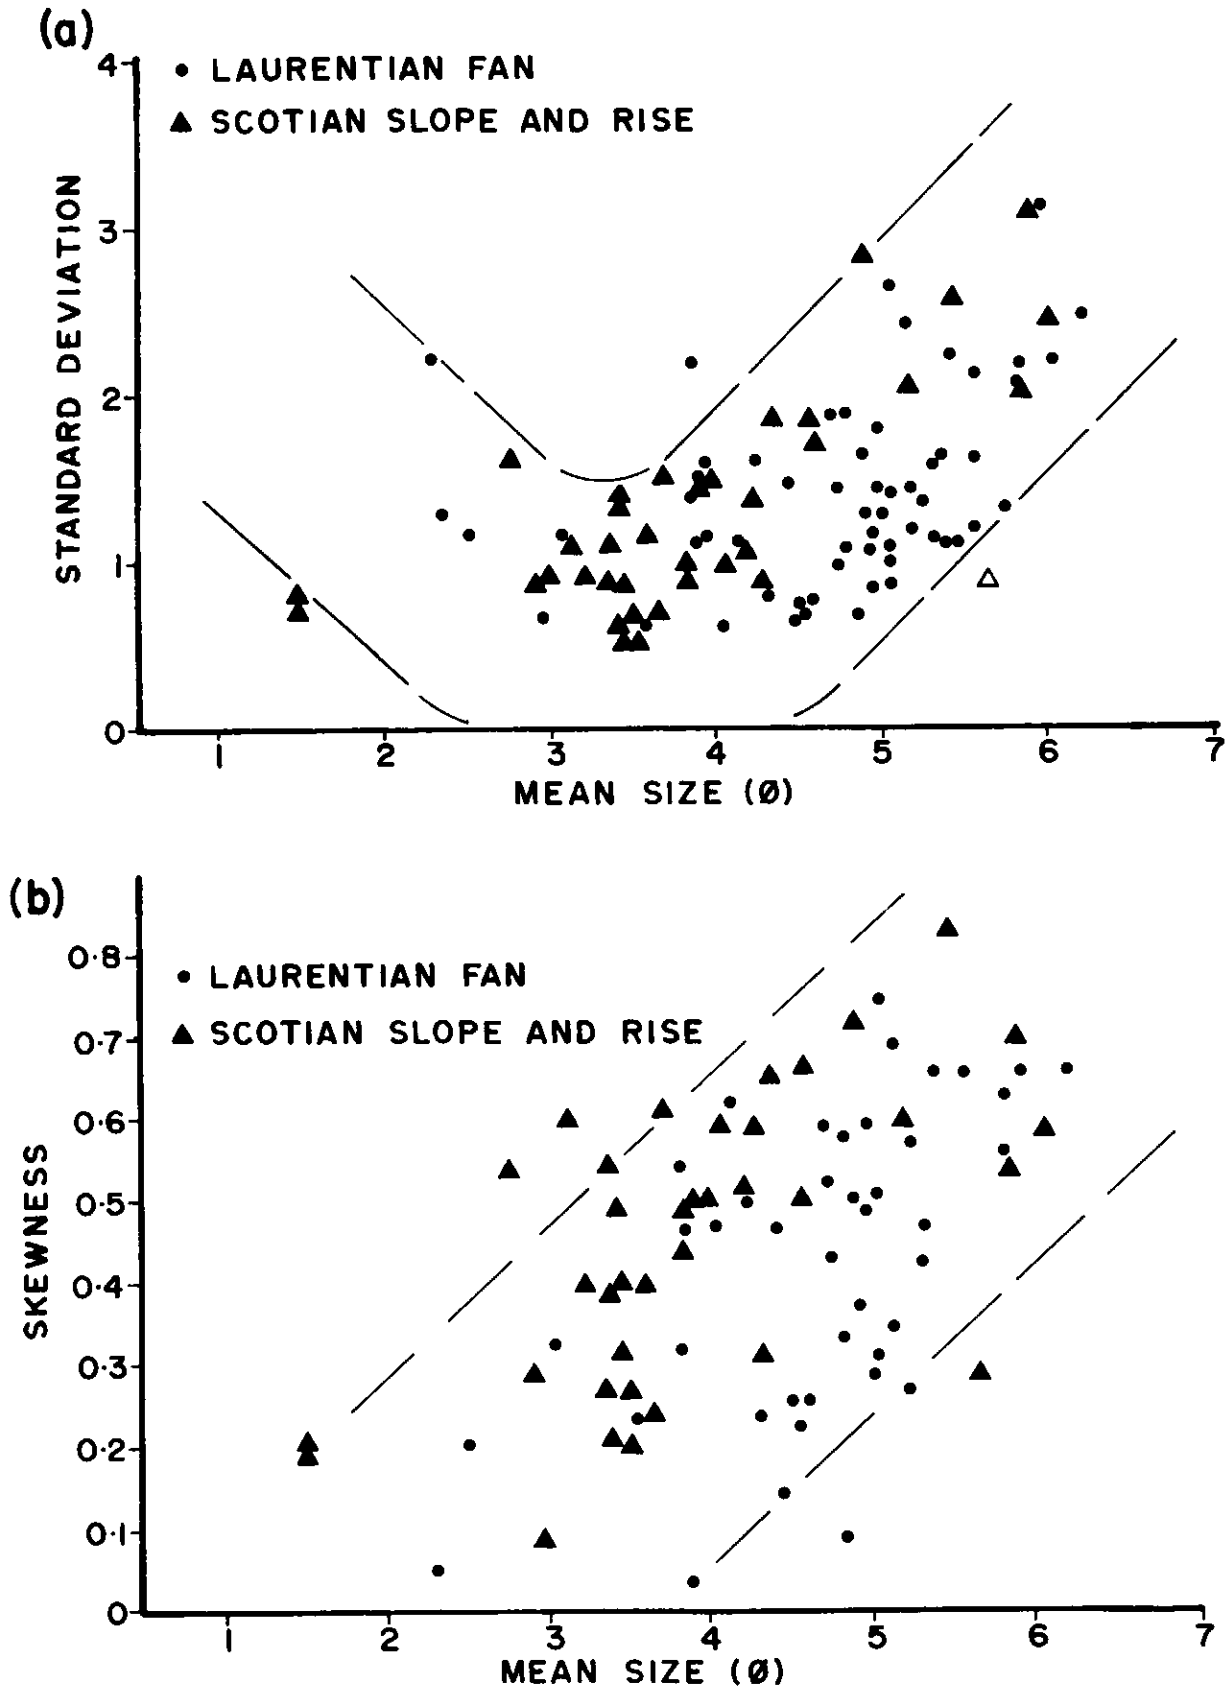 (a)
4
• LAURENTIAN FAN
▲ SCOTIAN SLOPE AND RISE
3
2
1
0
STANDARD DEVIATION
1 2 3 4 5 6 7
MEAN SIZE (Ø)
(b)
0·8
• LAURENTIAN FAN
▲ SCOTIAN SLOPE AND RISE
0·7
0·6
0·5
0·4
0·3
0·2
0·1
0
SKEWNESS
1 2 3 4 5 6 7
MEAN SIZE (Ø)